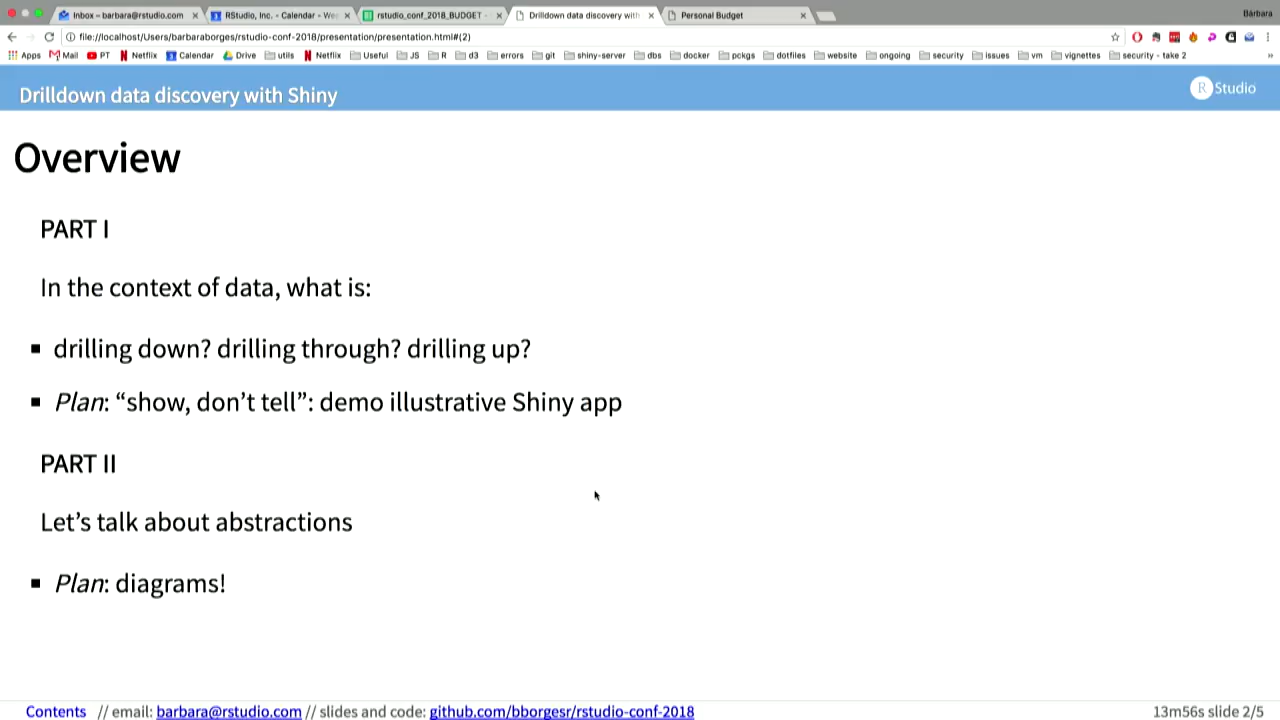 Inbox – barbara@rstudio.com
RStudio, Inc. - Calendar - We
rstudio_conf_2018_BUDGET -
Drilldown data discovery with
Personal Budget
Bárbara
file://localhost/Users/barbaraborges/rstudio-conf-2018/presentation/presentation.html#(2)
Apps Mail PT Netflix Calendar Drive utils Netflix Useful JS R d3 errors git shiny-server dbs docker pckgs dotfiles website ongoing security issues vm vignettes security - take 2 »
Drilldown data discovery with Shiny
R Studio
Overview
PART I
In the context of data, what is:
▪ drilling down? drilling through? drilling up?
▪ Plan: “show, don’t tell”: demo illustrative Shiny app
PART II
Let’s talk about abstractions
▪ Plan: diagrams!
Contents // email: barbara@rstudio.com // slides and code: github.com/bborgesr/rstudio-conf-2018
13m56s slide 2/5